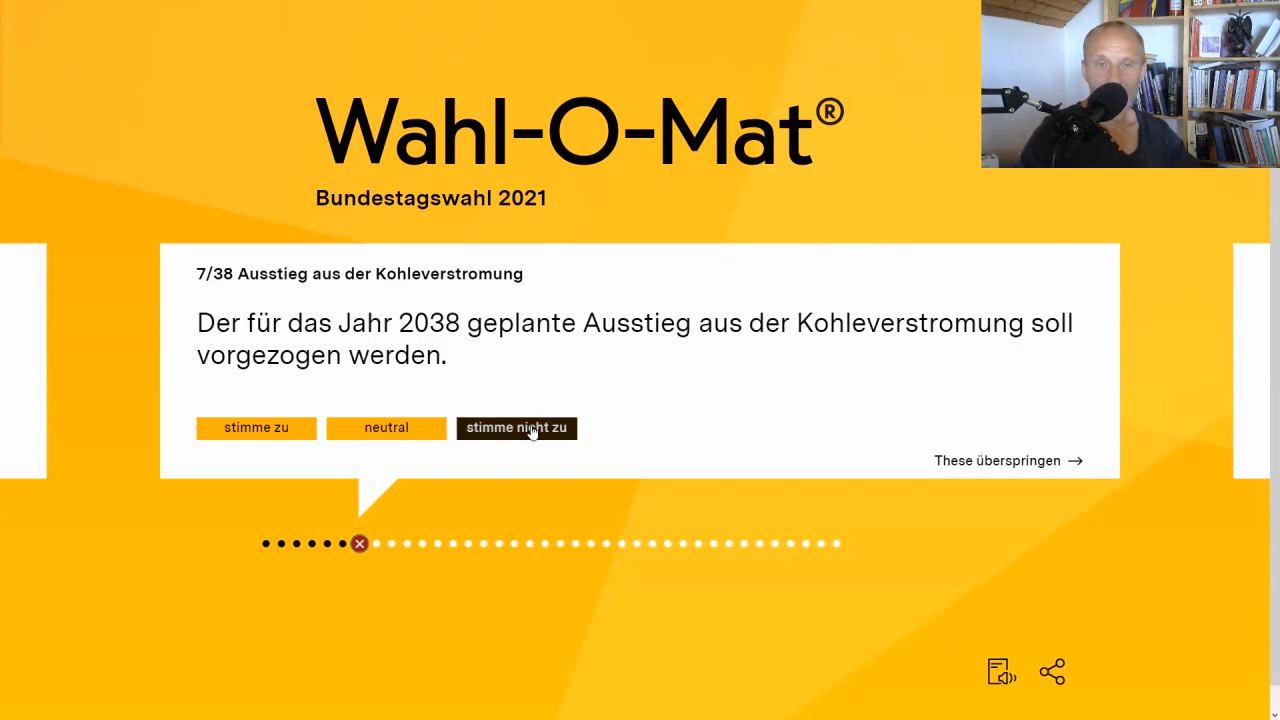 Wahl-O-Mat®
Bundestagswahl 2021
7/38 Ausstieg aus der Kohleverstromung
Der für das Jahr 2038 geplante Ausstieg aus der Kohleverstromung soll
vorgezogen werden.
stimme zu
neutral
stimme nicht zu
These überspringen →